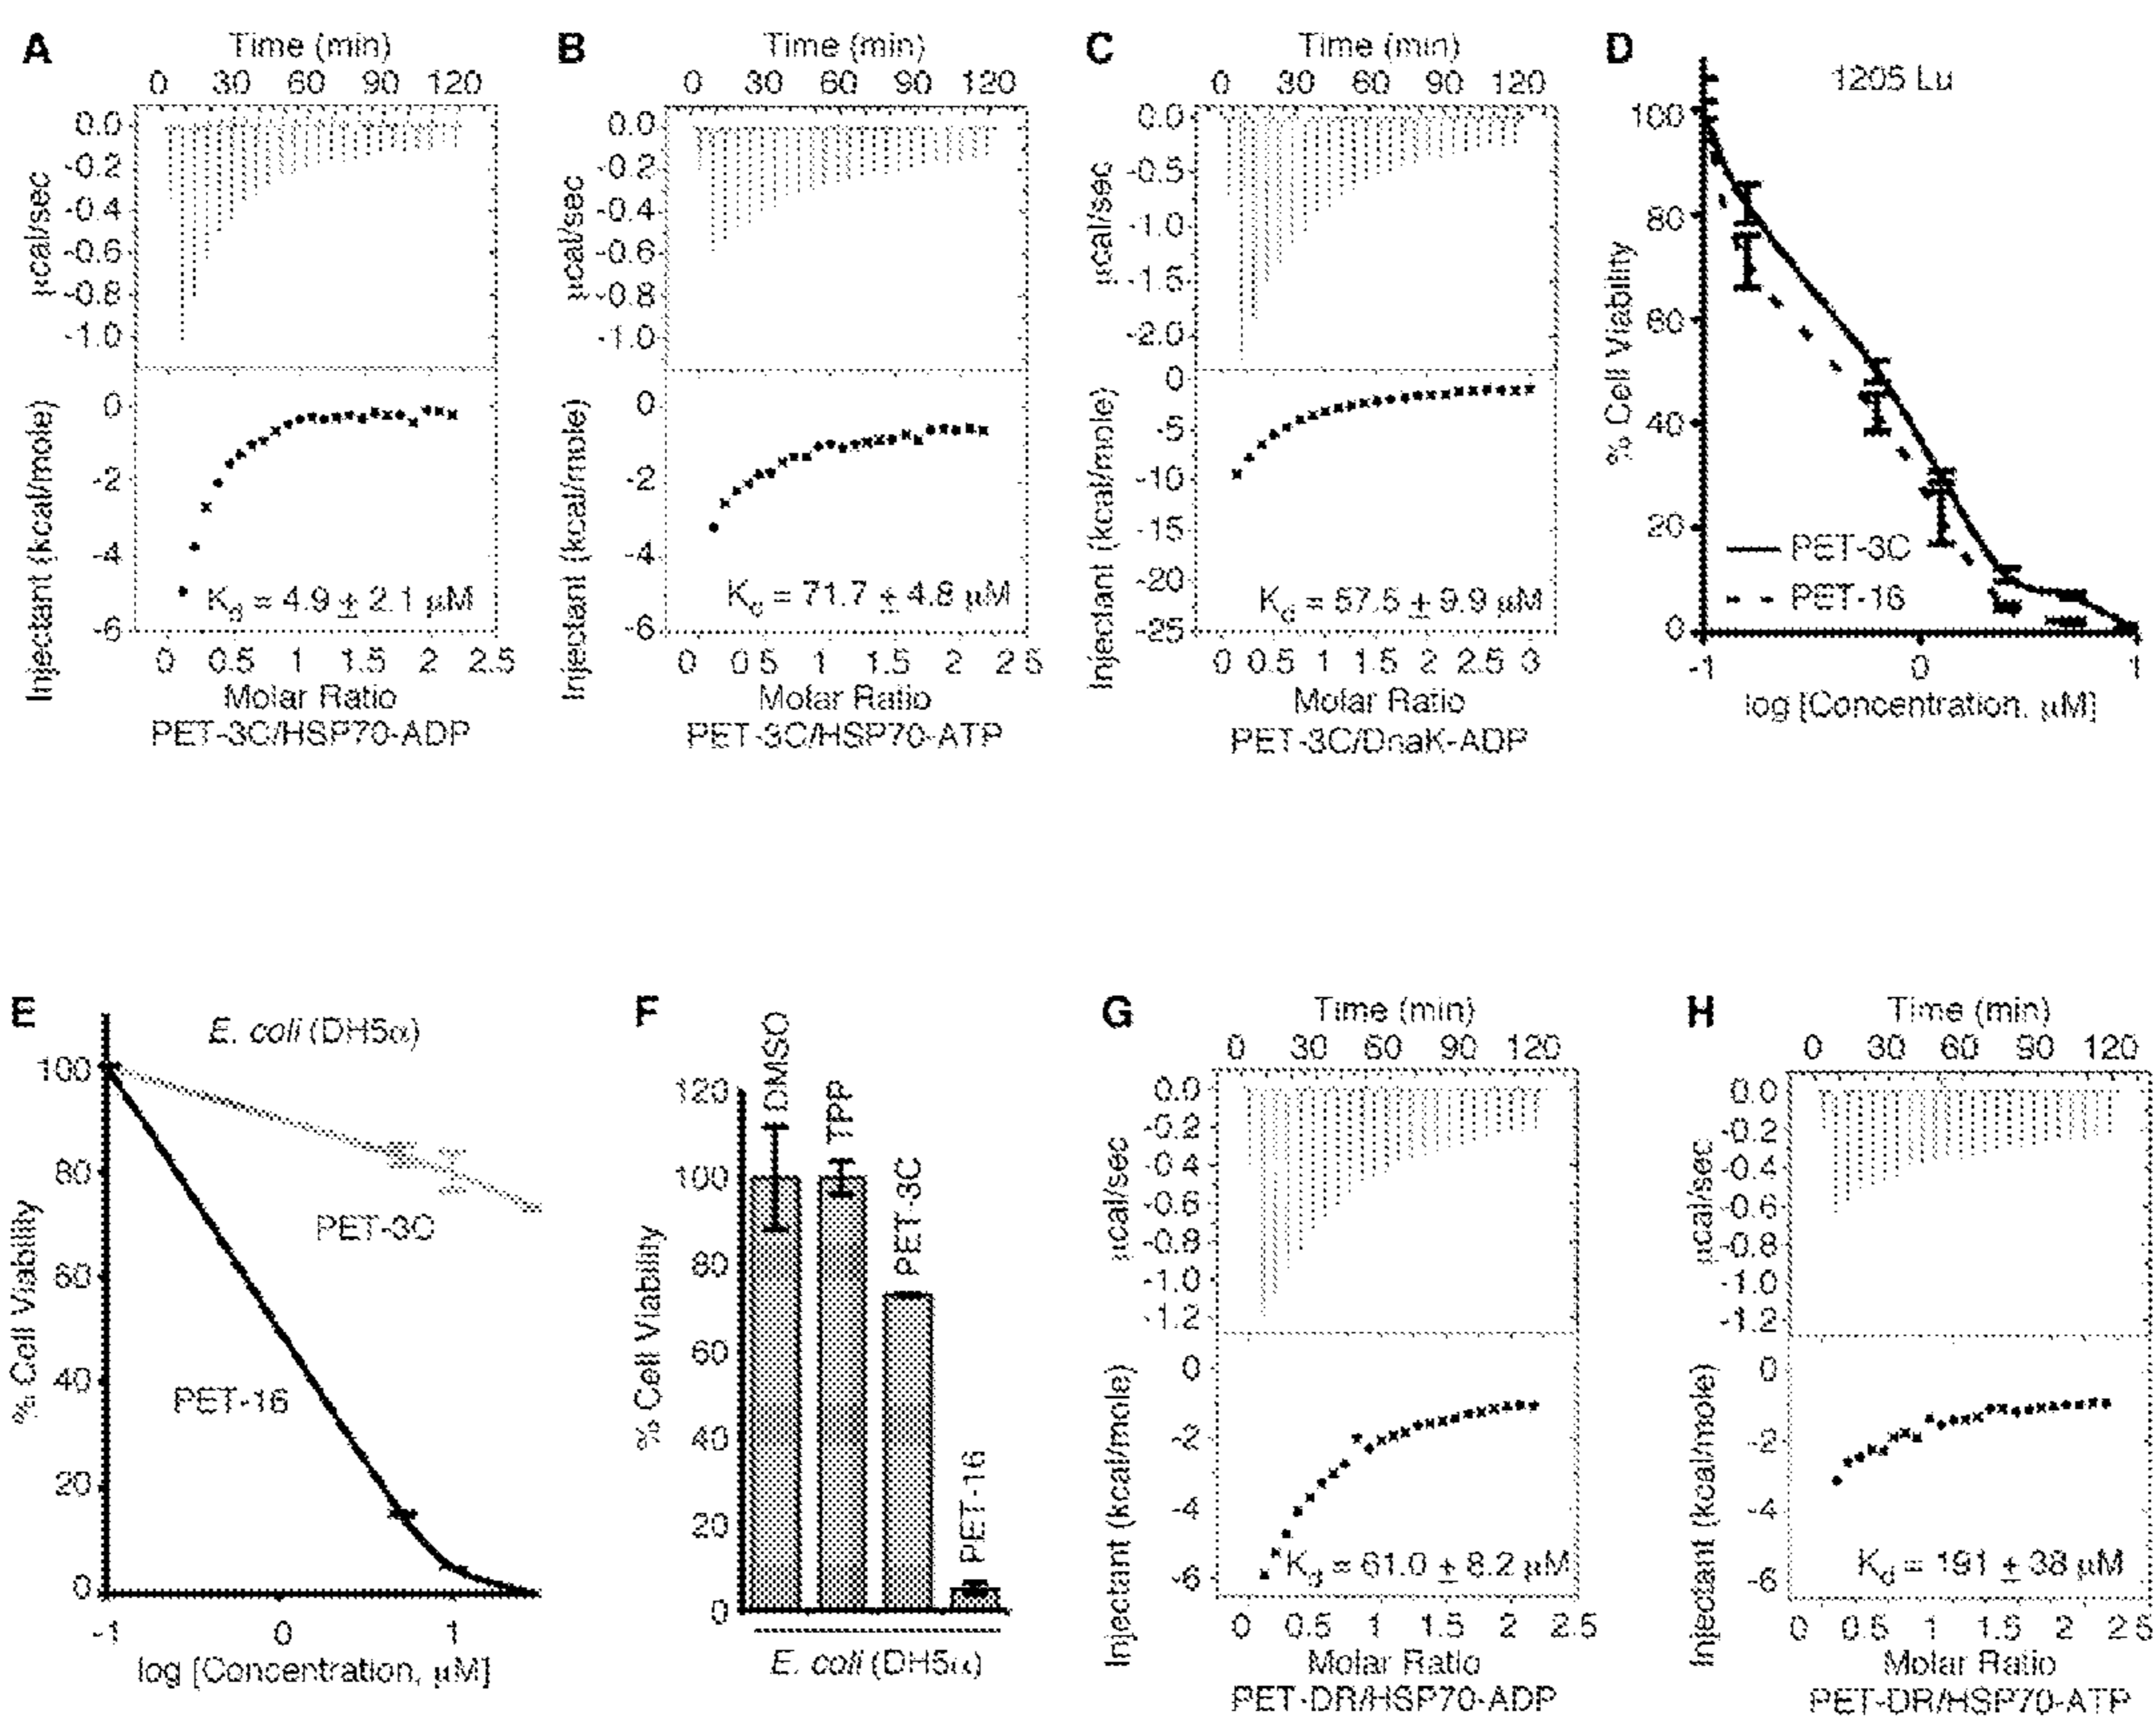 A
Time (min)
0 30 60 90 120
0.0
-0.2
-0.4
-0.6
-0.8
-1.0
µcal/sec
0
-2
-4
-6
Injectant (kcal/mole)
Kd = 4.9 ± 2.1 µM
0 0.5 1 1.5 2 2.5
Molar Ratio
PET-3C/HSP70-ADP
B
Time (min)
0 30 60 90 120
0.0
-0.2
-0.4
-0.6
-0.8
-1.0
µcal/sec
0
-2
-4
-6
Injectant (kcal/mole)
Kd = 71.7 ± 4.8 µM
0 0.5 1 1.5 2 2.5
Molar Ratio
PET-3C/HSP70-ATP
C
Time (min)
0 30 60 90 120
0.0
-0.5
-1.0
-1.5
-2.0
µcal/sec
0
-5
-10
-15
-20
-25
Injectant (kcal/mole)
Kd = 57.5 ± 9.9 µM
0 0.5 1 1.5 2 2.5 3
Molar Ratio
PET-3C/DnaK-ADP
D
1205 Lu
100
80
60
40
20
0
% Cell Viability
PET-3C
PET-16
-1 0 1
log [Concentration, µM]
E
E. coli (DH5α)
100
80
60
40
20
0
% Cell Viability
PET-3C
PET-16
-1 0 1
log [Concentration, µM]
F
120
100
80
60
40
20
0
% Cell Viability
DMSO
TPP
PET-3C
PET-16
E. coli (DH5α)
G
Time (min)
0 30 60 90 120
0.0
-0.2
-0.4
-0.6
-0.8
-1.0
-1.2
µcal/sec
0
-2
-4
-6
Injectant (kcal/mole)
Kd = 61.0 ± 8.2 µM
0 0.5 1 1.5 2 2.5
Molar Ratio
PET-DR/HSP70-ADP
H
Time (min)
0 30 60 90 120
0.0
-0.2
-0.4
-0.6
-0.8
-1.0
-1.2
µcal/sec
0
-2
-4
-6
Injectant (kcal/mole)
Kd = 191 ± 38 µM
0 0.5 1 1.5 2 2.5
Molar Ratio
PET-DR/HSP70-ATP